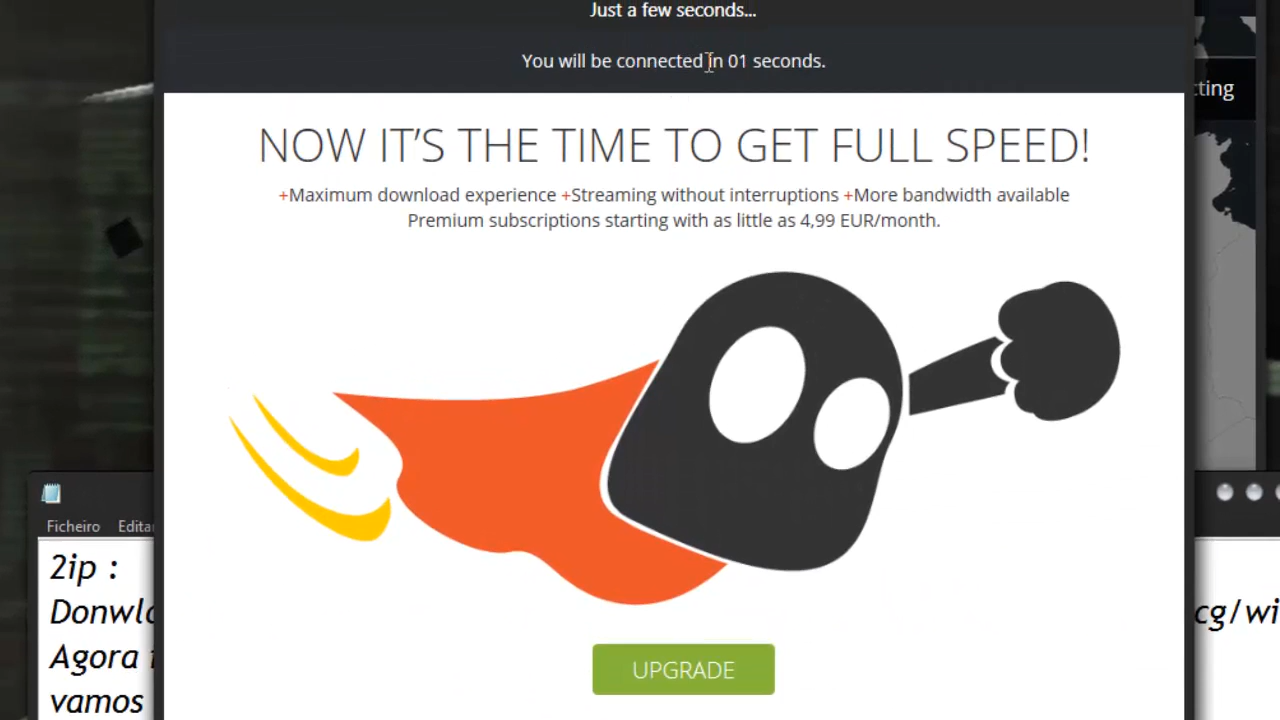 Just a few seconds...
You will be connected in 01 seconds.
cting
NOW IT'S THE TIME TO GET FULL SPEED!
+Maximum download experience +Streaming without interruptions +More bandwidth available
Premium subscriptions starting with as little as 4,99 EUR/month.
Ficheiro Editar
2ip :
Donwlo cg/wi
Agora
vamos
UPGRADE